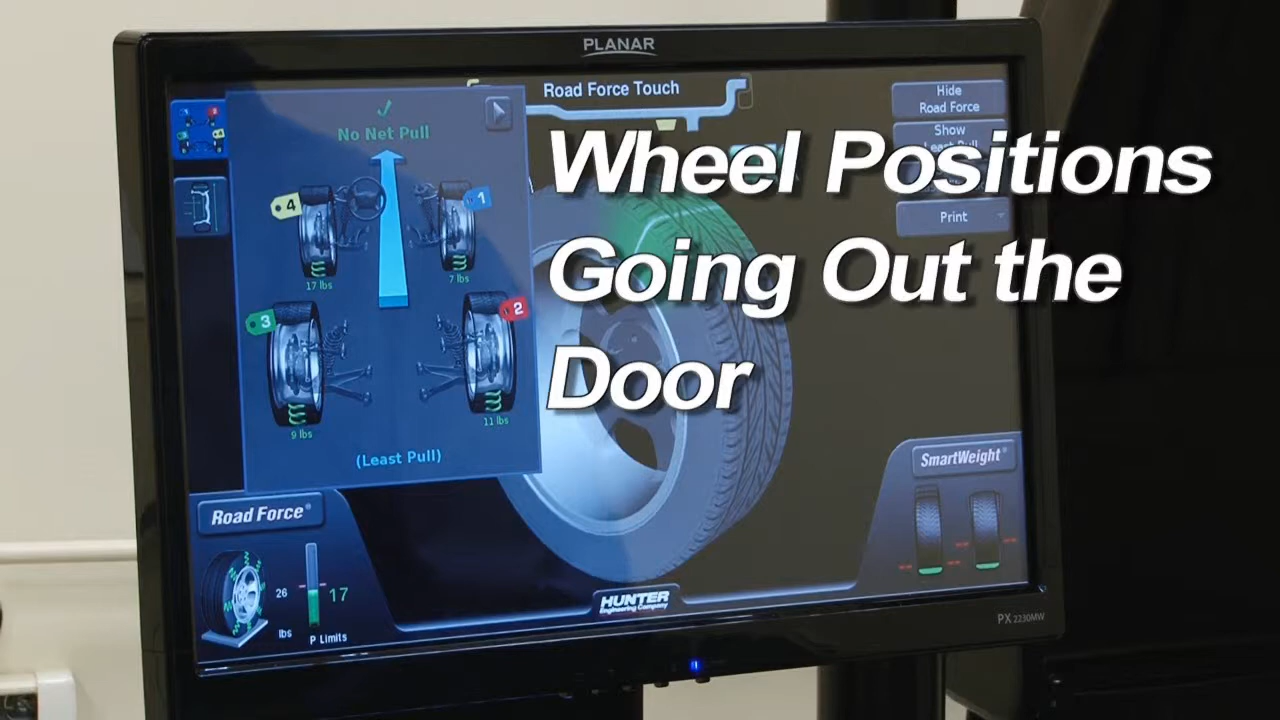 PLANAR
Road Force Touch
Hide
Road Force
Show
No Net Pull
Wheel Positions
Going Out the
Door
Print
4
1
17 lbs
7 lbs
3
2
9 lbs
11 lbs
(Least Pull)
SmartWeight®
Road Force®
26
17
lbs
P Limits
HUNTER
Engineering Company
PX 2230MW